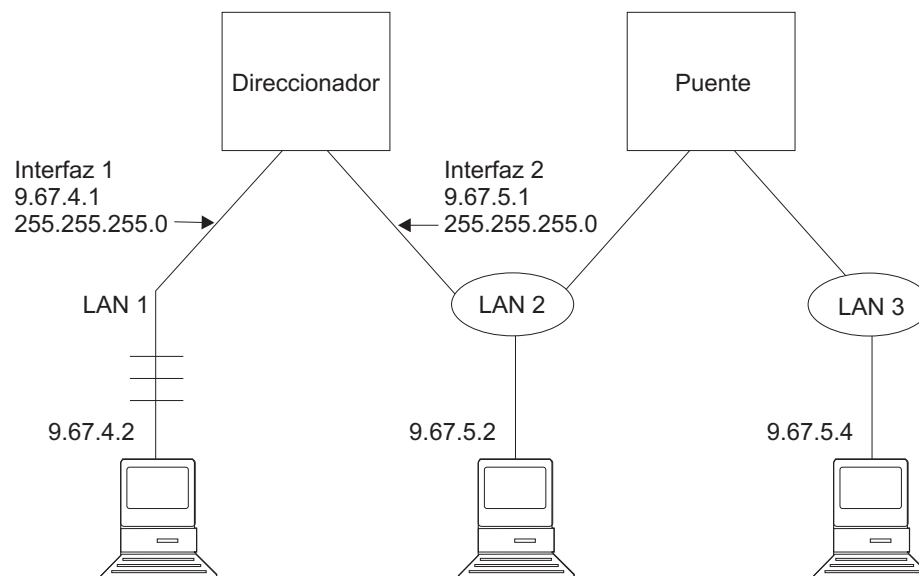 Direccionador
Puente
Interfaz 1
9.67.4.1
255.255.255.0
Interfaz 2
9.67.5.1
255.255.255.0
LAN 1
LAN 2
LAN 3
9.67.4.2
9.67.5.2
9.67.5.4